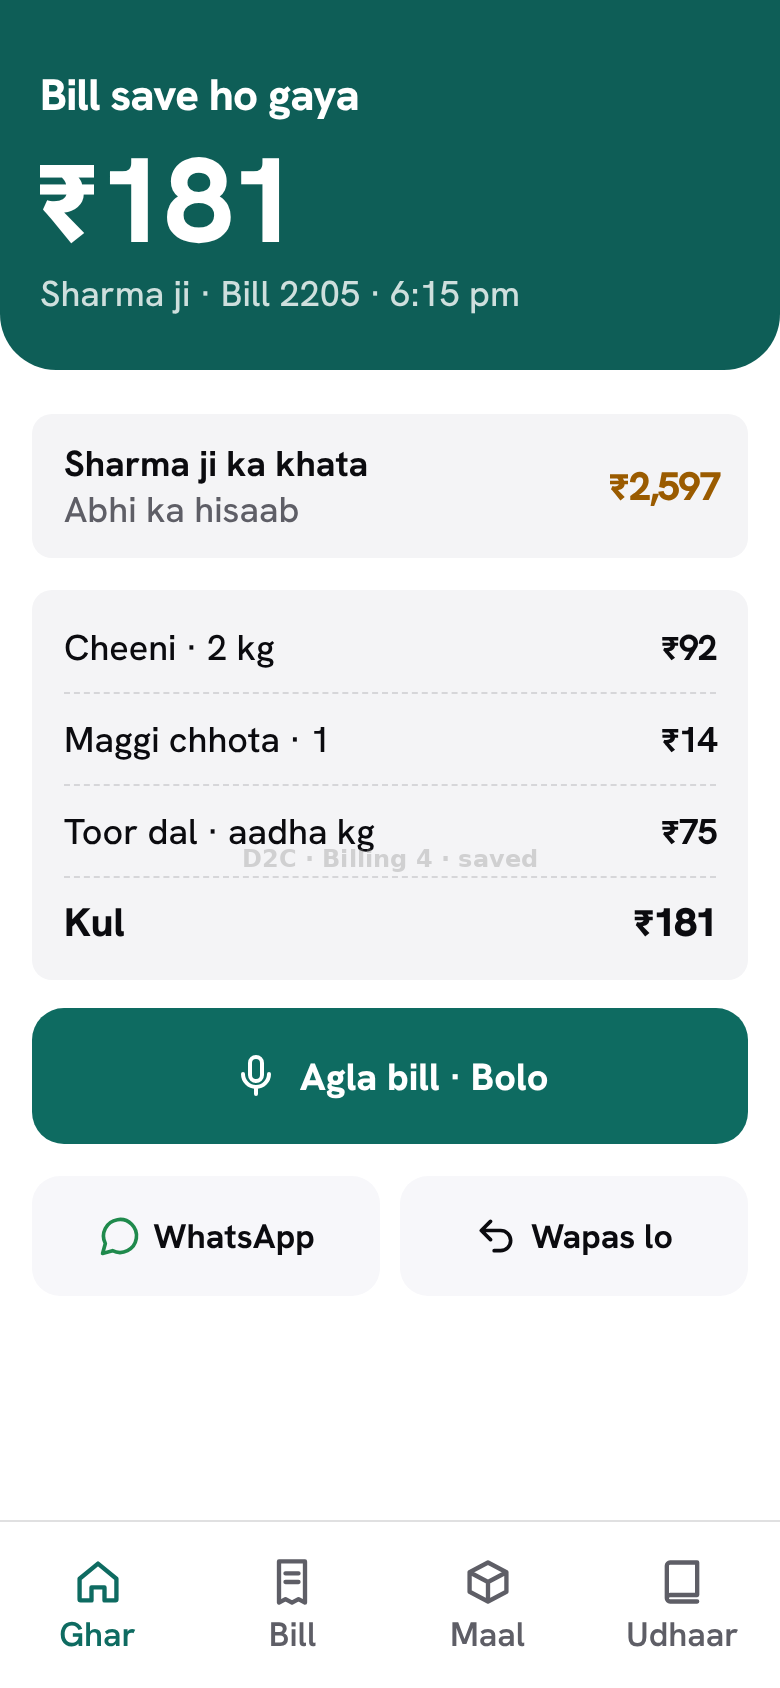 Bill save ho gaya
₹181
Sharma ji · Bill 2205 · 6:15 pm
Sharma ji ka khata
Abhi ka hisaab
₹2,597
Cheeni · 2 kg ₹92
Maggi chhota · 1 ₹14
Toor dal · aadha kg ₹75
D2C · Billing 4 · saved
Kul ₹181
Agla bill · Bolo
WhatsApp Wapas lo
Ghar Bill Maal Udhaar